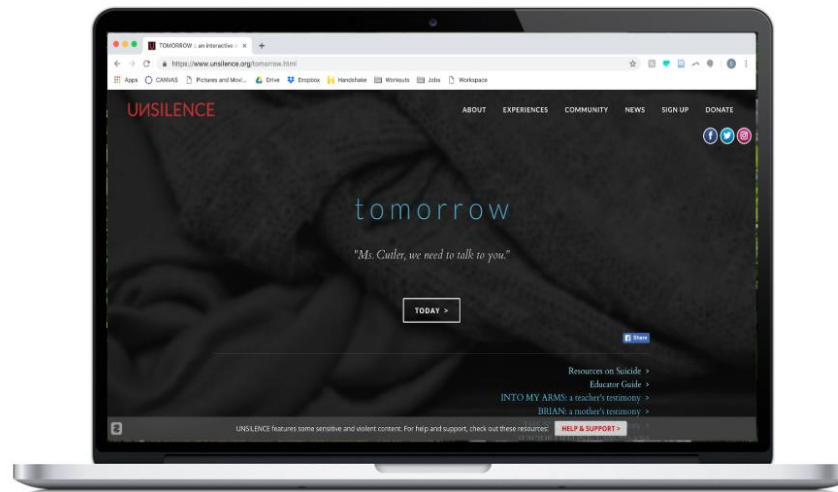 TOMORROW :: an interactive
https://www.unsilence.org/tomorrow.html
Apps CANVAS Pictures and Movi... Drive Dropbox Handshake Workouts Jobs Workspace
UNSILENCE
ABOUT EXPERIENCES COMMUNITY NEWS SIGN UP DONATE
tomorrow
"Ms. Cutler, we need to talk to you."
TODAY >
Share
Resources on Suicide >
Educator Guide >
INTO MY ARMS: a teacher's testimony >
BRIAN: a mother's testimony >
UNSILENCE features some sensitive and violent content. For help and support, check out these resources: HELP & SUPPORT >